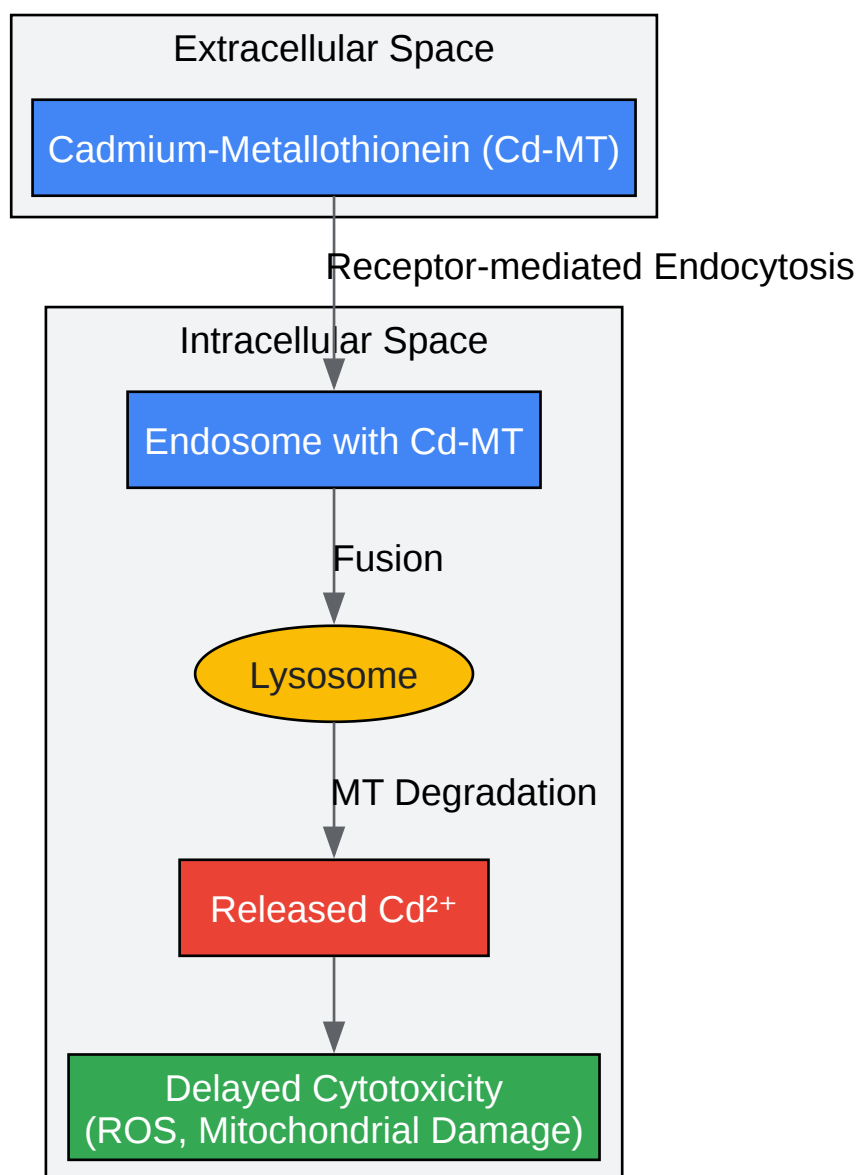 Extracellular Space
Cadmium-Metallothionein (Cd-MT)
Receptor-mediated Endocytosis
Intracellular Space
Endosome with Cd-MT
Fusion
Lysosome
MT Degradation
Released Cd²⁺
Delayed Cytotoxicity
(ROS, Mitochondrial Damage)